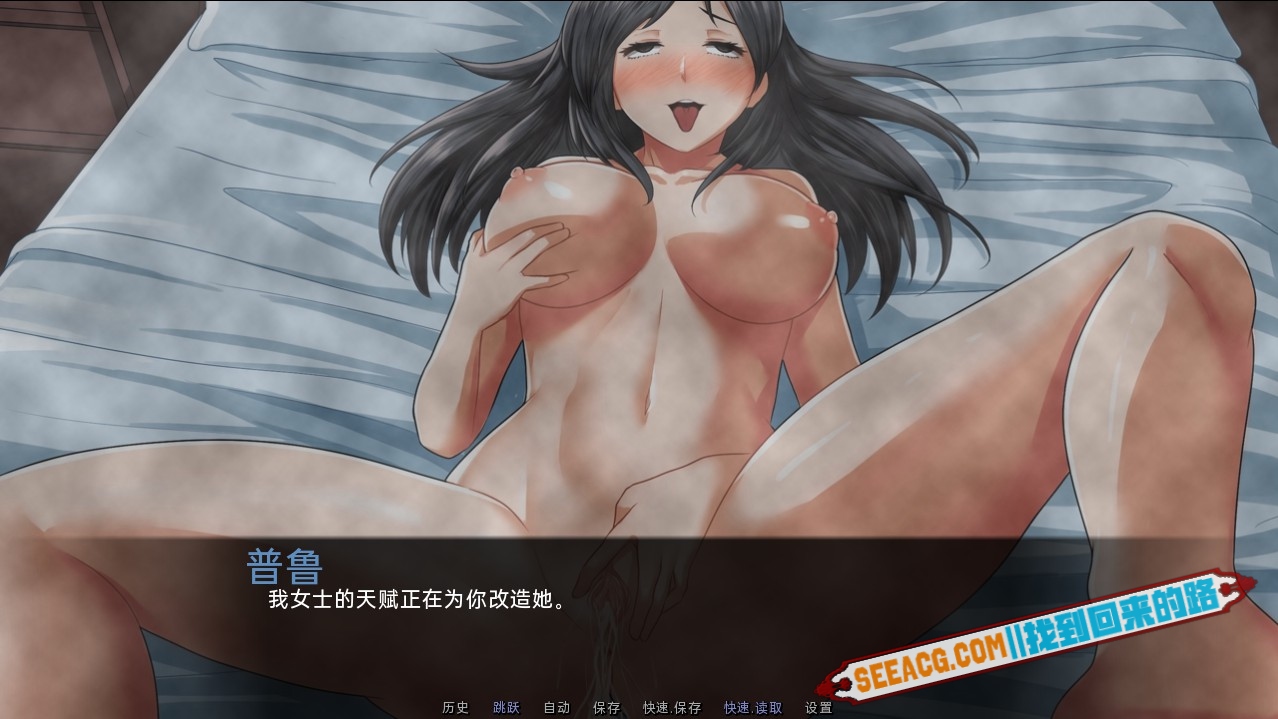 普鲁
我女士的天赋正在为你改造她。
SEEACG.COM||找到回来的路
历史 跳跃 自动 保存 快速.保存 快速.读取 设置